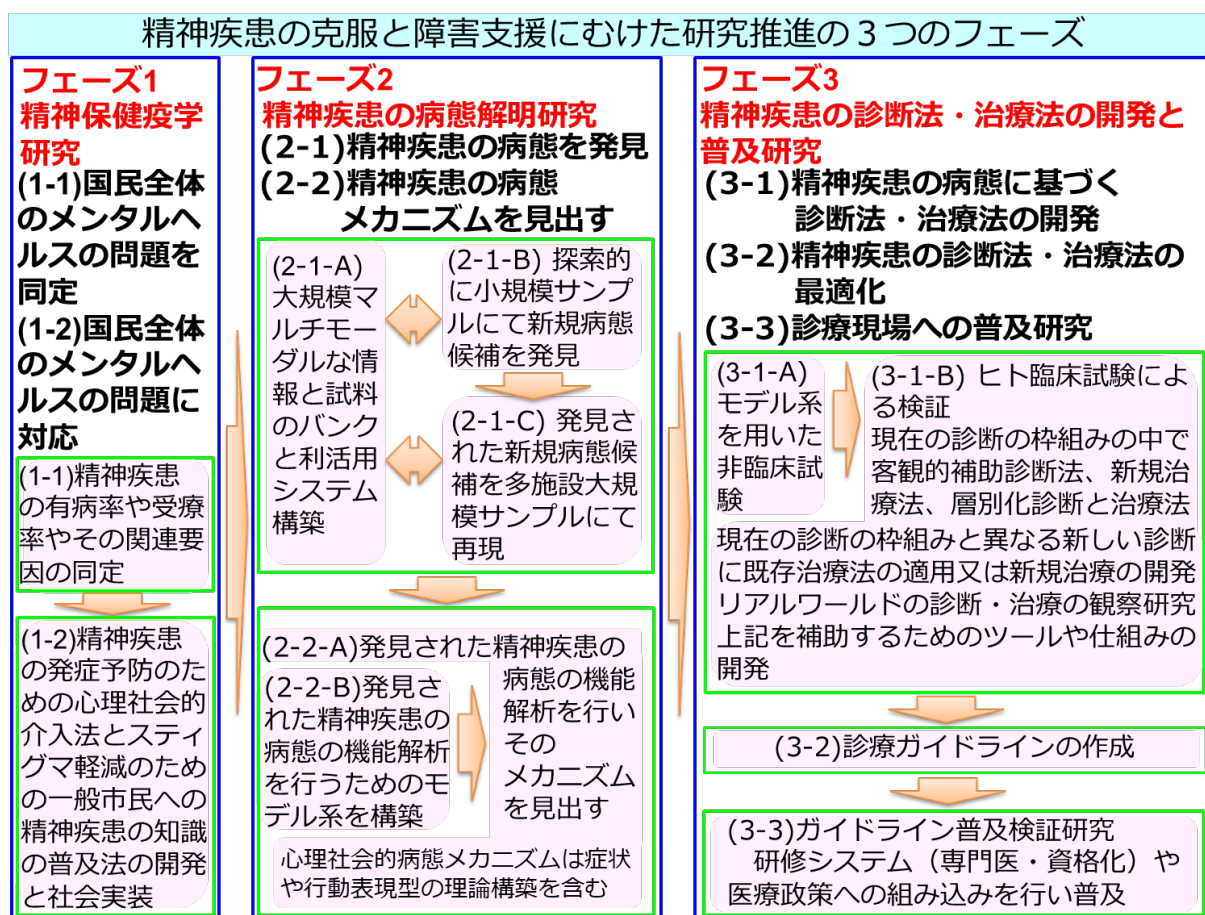 精神疾患の克服と障害支援にむけた研究推進の３つのフェーズ
フェーズ1
精神保健疫学
研究
(1-1)国民全体
のメンタルヘ
ルスの問題を
同定
(1-2)国民全体
のメンタルヘ
ルスの問題に
対応
(1-1)精神疾患
の有病率や受療
率やその関連要
因の同定
(1-2)精神疾患
の発症予防のた
めの心理社会的
介入法とスティ
グマ軽減のため
の一般市民への
精神疾患の知識
の普及法の開発
と社会実装
フェーズ2
精神疾患の病態解明研究
(2-1)精神疾患の病態を発見
(2-2)精神疾患の病態
メカニズムを見出す
(2-1-A)
大規模マ
ルチモー
ダルな情
報と試料
のバンク
と利活用
システム
構築
(2-1-B) 探索的
に小規模サンプ
ルにて新規病態
候補を発見
(2-1-C) 発見さ
れた新規病態候
補を多施設大規
模サンプルにて
再現
(2-2-A)発見された精神疾患の
病態の機能
解析を行い
その
メカニズム
を見出す
(2-2-B)発見さ
れた精神疾患の
病態の機能解析
を行うためのモ
デル系を構築
心理社会的病態メカニズムは症状
や行動表現型の理論構築を含む
フェーズ3
精神疾患の診断法・治療法の開発と
普及研究
(3-1)精神疾患の病態に基づく
診断法・治療法の開発
(3-2)精神疾患の診断法・治療法の
最適化
(3-3)診療現場への普及研究
(3-1-A)
モデル系
を用いた
非臨床試
験
(3-1-B) ヒト臨床試験によ
る検証
現在の診断の枠組みの中で
客観的補助診断法、新規治
療法、層別化診断と治療法
現在の診断の枠組みと異なる新しい診断
に既存治療法の適用又は新規治療の開発
リアルワールドの診断・治療の観察研究
上記を補助するためのツールや仕組みの
開発
(3-2)診療ガイドラインの作成
(3-3)ガイドライン普及検証研究
研修システム（専門医・資格化）や
医療政策への組み込みを行い普及